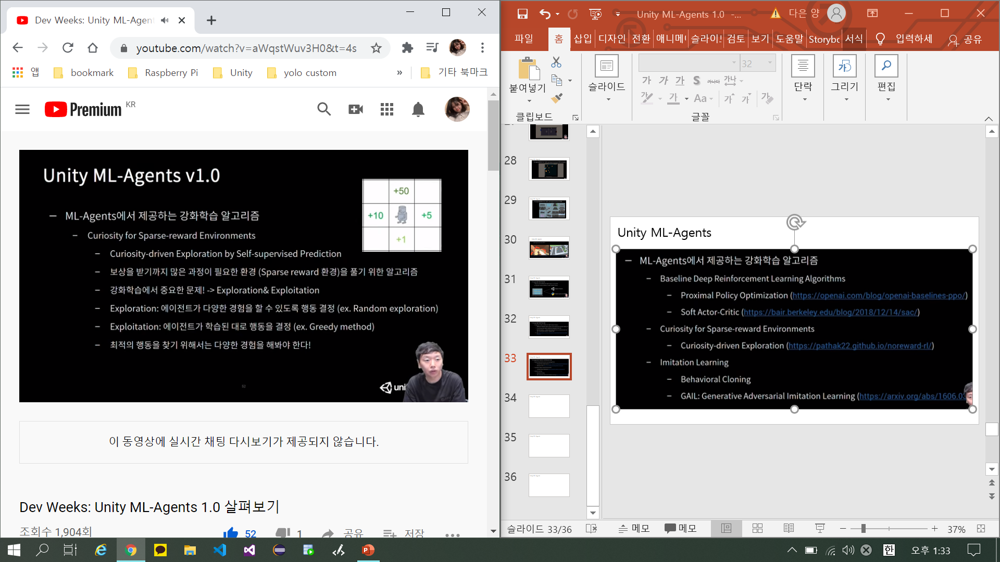 Dev Weeks: Unity ML-Agen
youtube.com/watch?v=aWqstWuv3H0&t=4s
앱
bookmark
Raspberry Pi
Unity
yolo custom
»
기타 북마크
Premium KR
Unity ML-Agents v1.0
+50
+10
+5
+1
– ML-Agents에서 제공하는 강화학습 알고리즘
– Curiosity for Sparse-reward Environments
– Curiosity-driven Exploration by Self-supervised Prediction
– 보상을 받기까지 많은 과정이 필요한 환경 (Sparse reward 환경)을 풀기 위한 알고리즘
– 강화학습에서 중요한 문제! -> Exploration& Exploitation
– Exploration: 에이전트가 다양한 경험을 할 수 있도록 행동 결정 (ex. Random exploration)
– Exploitation: 에이전트가 학습된 대로 행동을 결정 (ex. Greedy method)
– 최적의 행동을 찾기 위해서는 다양한 경험을 해봐야 한다!
52
unit
이 동영상에 실시간 채팅 다시보기가 제공되지 않습니다.
Dev Weeks: Unity ML-Agents 1.0 살펴보기
조회수 1,904회
52
1
공유
저장
Unity ML-Agents 1.0 -...
다은 양
파일
홈
삽입
디자인
전환
애니메이
슬라이드
검토
보기
도움말
Storybo
서식
입력하세
공유
붙여넣기
클립보드
슬라이드
32
가 가 가 S 가나다 간나
가 가 Aa 가 가 가
글꼴
단락
그리기
편집
28
29
30
31
32
33
34
35
36
Unity ML-Agents
– ML-Agents에서 제공하는 강화학습 알고리즘
– Baseline Deep Reinforcement Learning Algorithms
– Proximal Policy Optimization (https://openai.com/blog/openai-baselines-ppo/)
– Soft Actor-Critic (https://bair.berkeley.edu/blog/2018/12/14/sac/)
– Curiosity for Sparse-reward Environments
– Curiosity-driven Exploration (https://pathak22.github.io/noreward-rl/)
– Imitation Learning
– Behavioral Cloning
– GAIL: Generative Adversarial Imitation Learning (https://arxiv.org/abs/1606.03
슬라이드 33/36
메모
메모
37%
한
오후 1:33